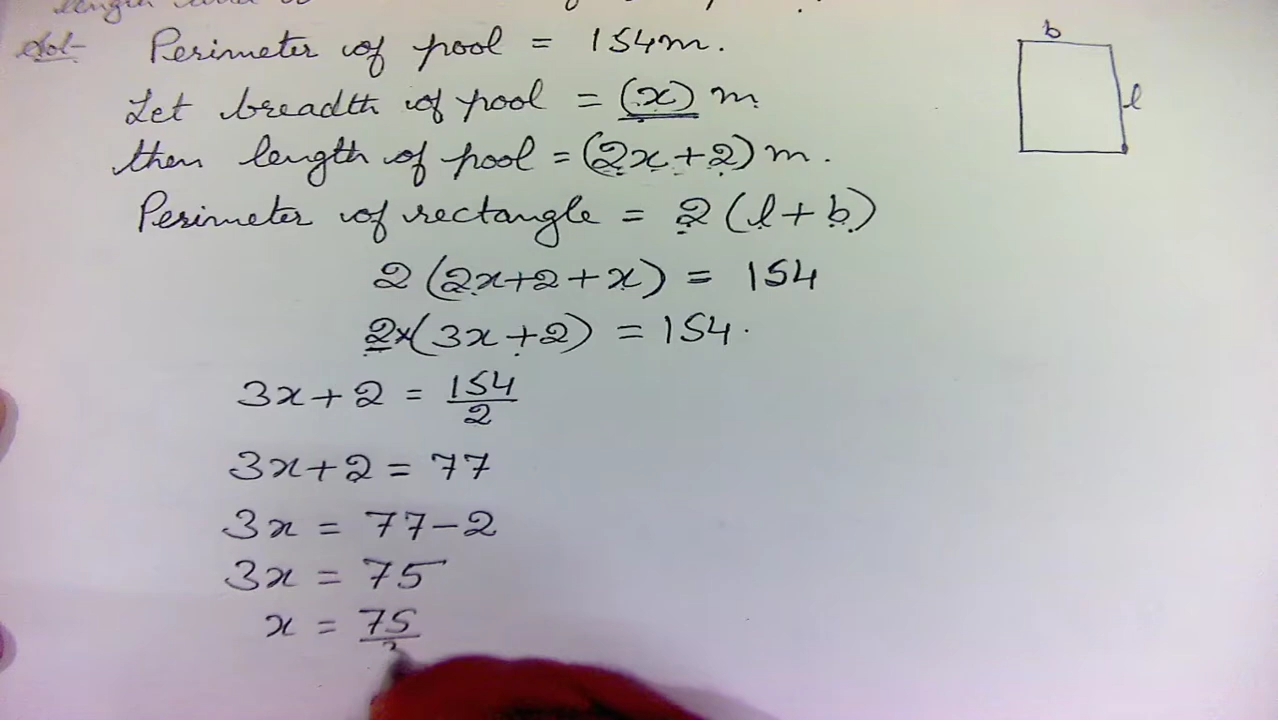 length
Sol- Perimeter of pool = 154m.
b
Let breadth of pool = (x) m
l
then length of pool = (2x+2) m.
Perimeter of rectangle = 2 (l+b)
2 (2x+2+x) = 154
2×(3x+2) = 154.
3x+2 = 154/2
3x+2 = 77
3x = 77-2
3x = 75
x = 75/